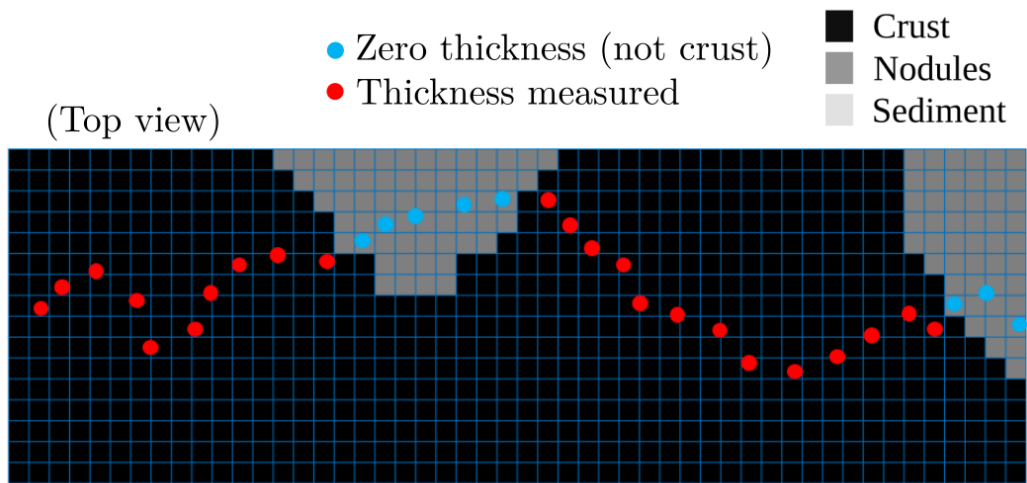 Zero thickness (not crust)
Thickness measured
Crust
Nodules
Sediment
(Top view)